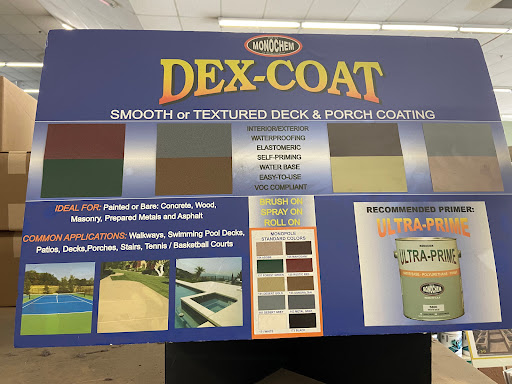 MONOCHEM
DEX-COAT
SMOOTH or TEXTURED DECK & PORCH COATING
INTERIOR/EXTERIOR
WATERPROOFING
ELASTOMERIC
SELF-PRIMING
WATER BASE
EASY-TO-USE
VOC COMPLIANT
IDEAL FOR: Painted or Bare: Concrete, Wood,
Masonry, Prepared Metals and Asphalt
COMMON APPLICATIONS: Walkways, Swimming Pool Decks,
Patios, Decks,Porches, Stairs, Tennis / Basketball Courts
BRUSH ON
SPRAY ON
ROLL ON
MONOPOLE
STANDARD COLORS
RECOMMENDED PRIMER:
ULTRA-PRIME
ULTRA-PRIME
MONOCHEM